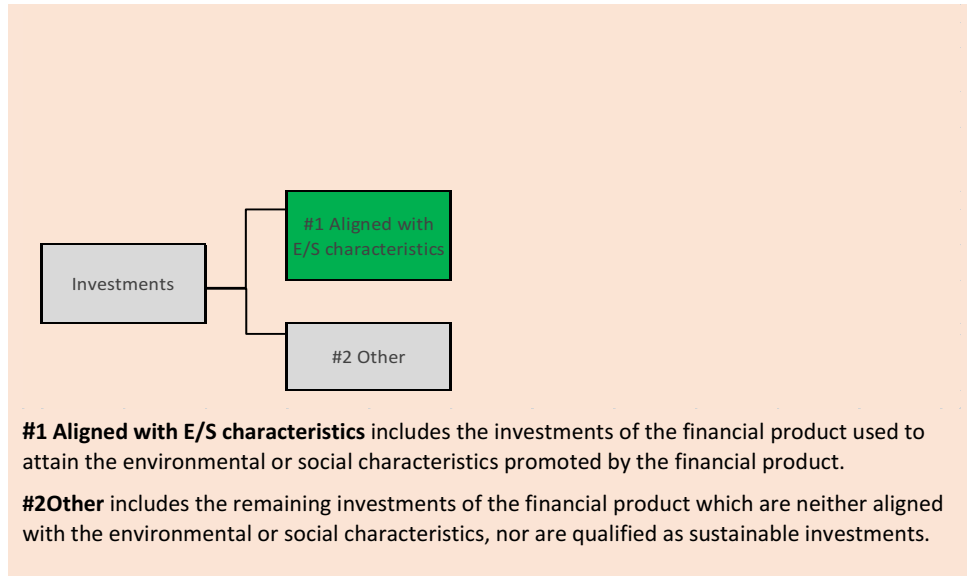 #1 Aligned with
E/S characteristics
Investments
#2 Other
#1 Aligned with E/S characteristics includes the investments of the financial product used to
attain the environmental or social characteristics promoted by the financial product.
#2Other includes the remaining investments of the financial product which are neither aligned
with the environmental or social characteristics, nor are qualified as sustainable investments.